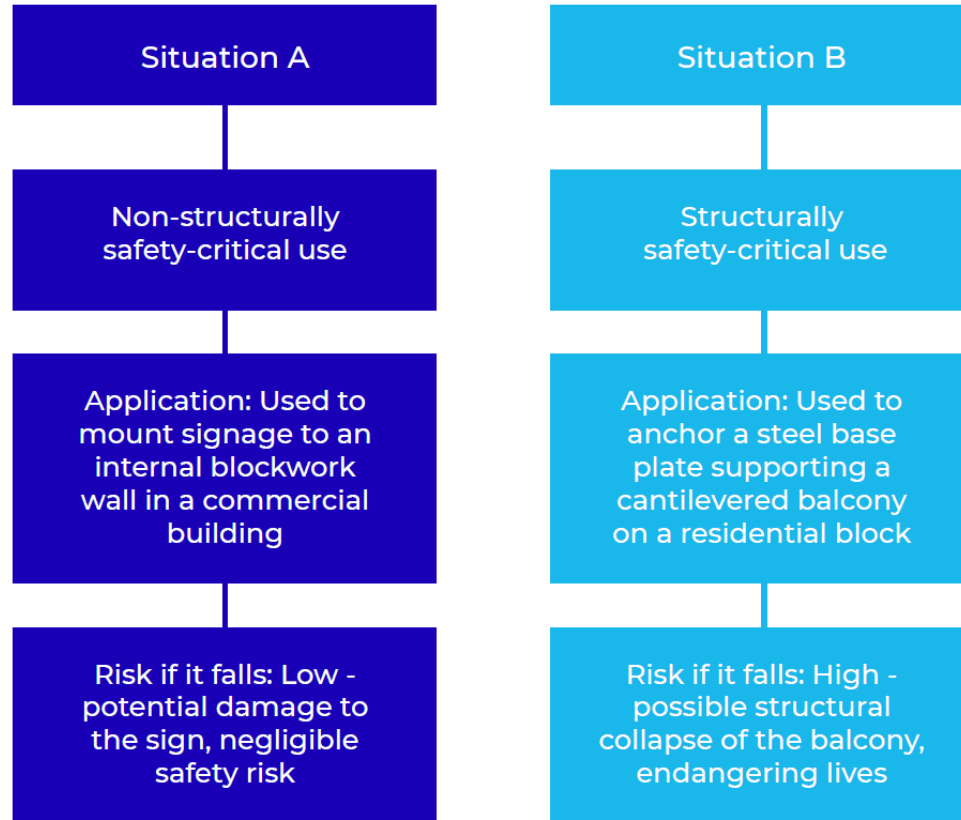 Situation A
Non-structurally
safety-critical use
Application: Used to
mount signage to an
internal blockwork
wall in a commercial
building
Risk if it falls: Low -
potential damage to
the sign, negligible
safety risk
Situation B
Structurally
safety-critical use
Application: Used to
anchor a steel base
plate supporting a
cantilevered balcony
on a residential block
Risk if it falls: High -
possible structural
collapse of the balcony,
endangering lives